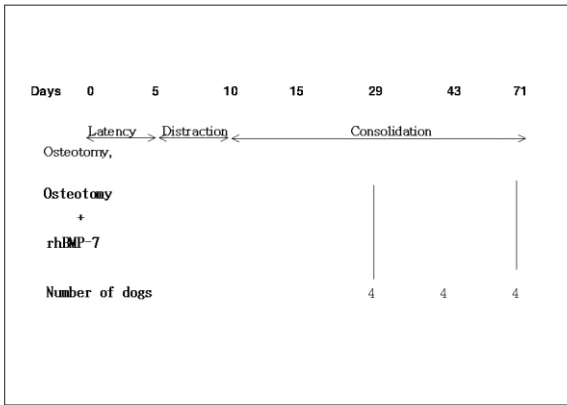 Days 0 5 10 15 29 43 71
Latency Distraction Consolidation
Osteotomy,
Osteotomy
+
rhBMP-7
Number of dogs 4 4 4